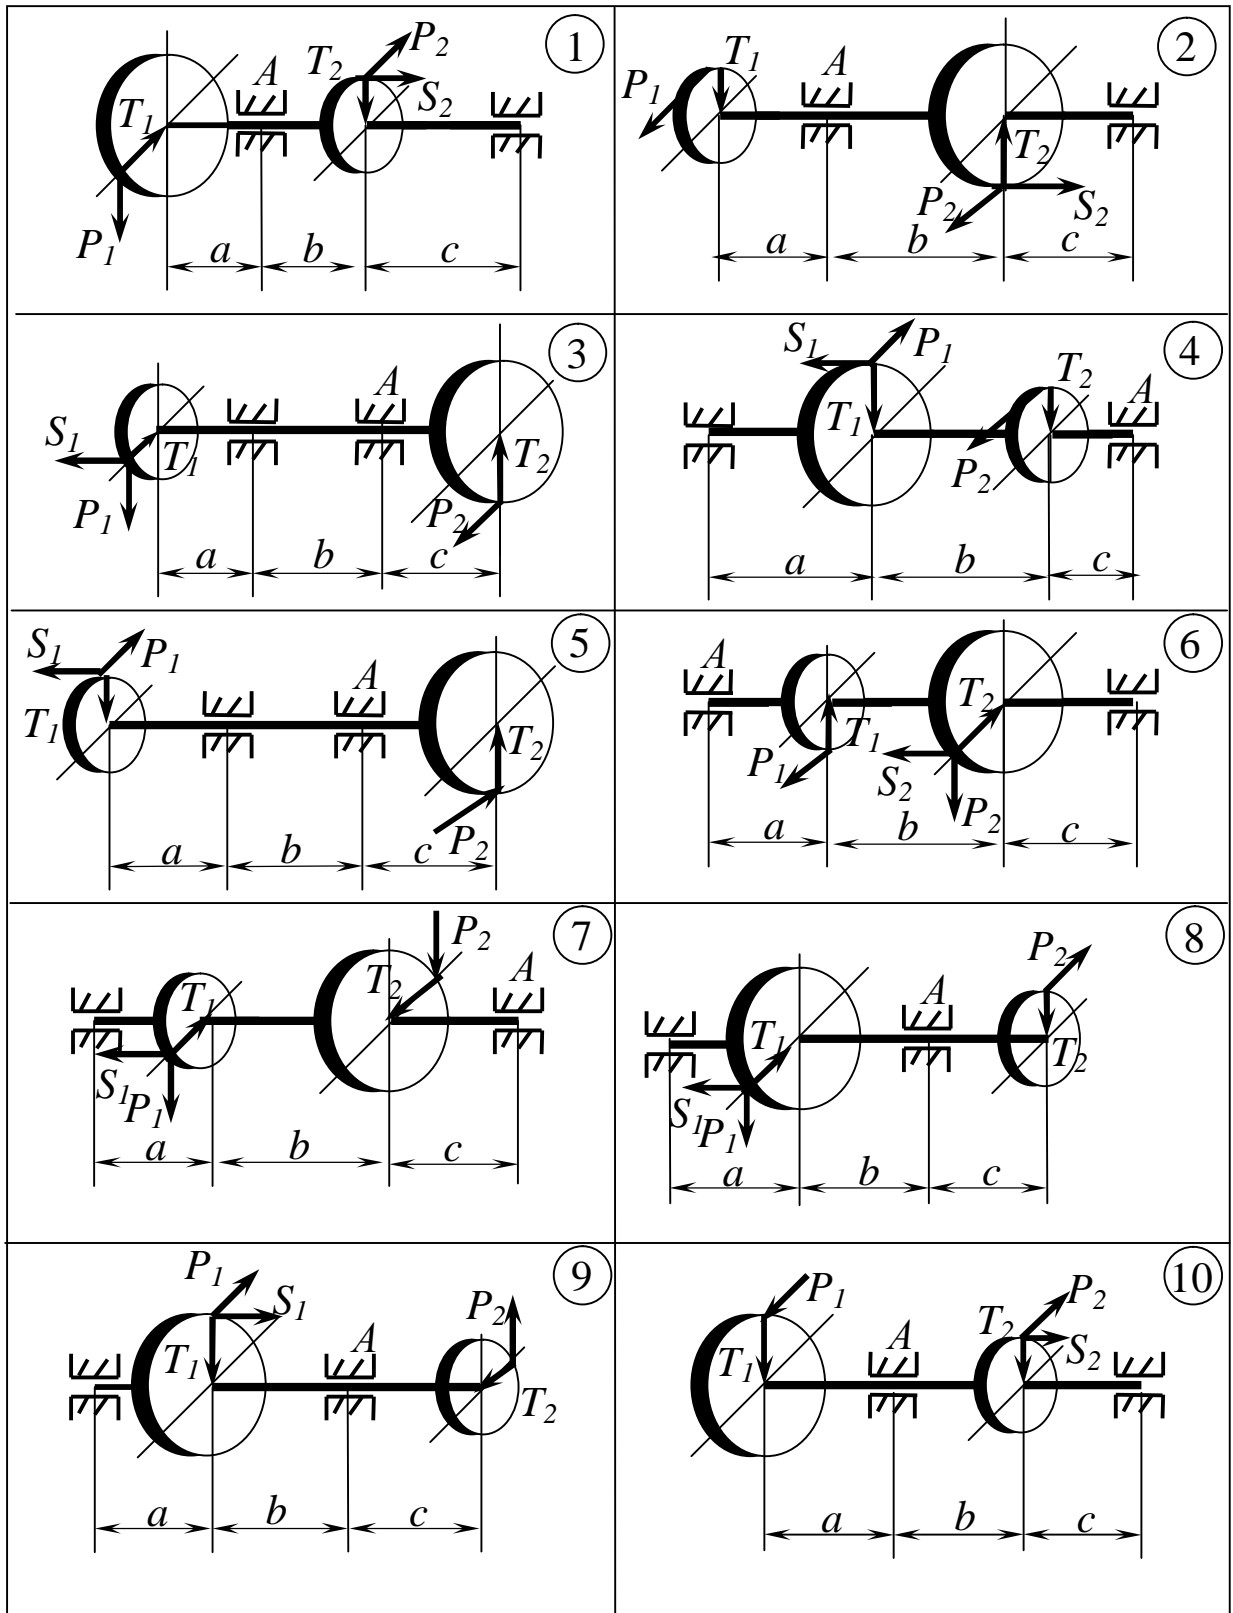 1
P₂
T₂
A
S₂
T₁
P₁
a
b
c
2
T₁
A
P₁
T₂
P₂
S₂
a
b
c
3
A
S₁
T₁
T₂
P₁
P₂
a
b
c
4
S₁
P₁
T₂
A
T₁
P₂
a
b
c
5
S₁
P₁
A
T₁
T₂
P₂
a
b
c
6
A
T₂
T₁
P₁
S₂
P₂
a
b
c
7
P₂
T₂
A
T₁
S₁
P₁
a
b
c
8
P₂
A
T₁
T₂
S₁
P₁
a
b
c
9
P₁
S₁
P₂
A
T₁
T₂
a
b
c
10
P₁
P₂
T₂
A
S₂
T₁
a
b
c